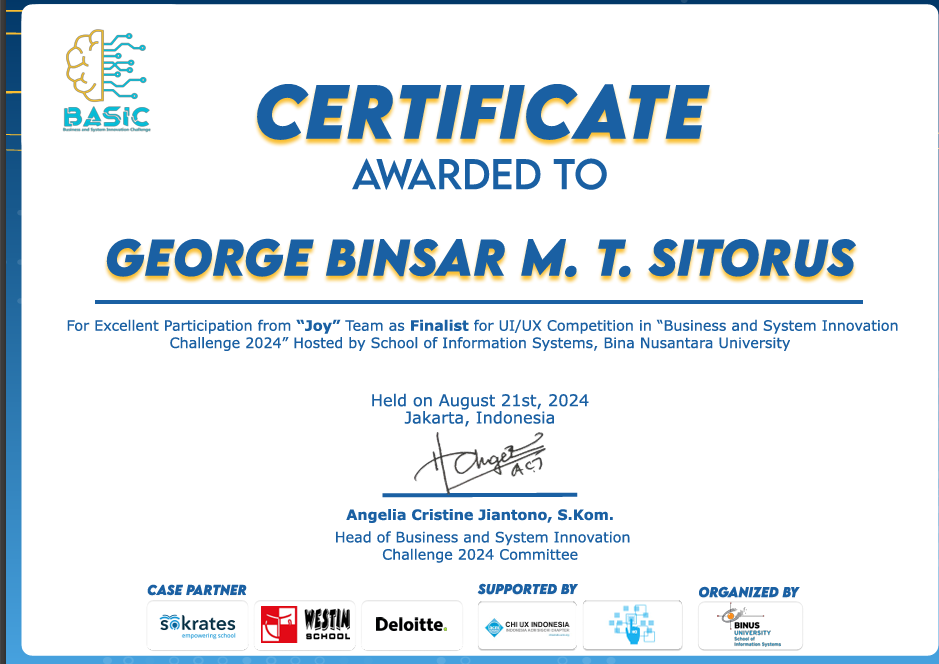 BASIC
Business and System Innovation Challenge
CERTIFICATE
AWARDED TO
GEORGE BINSAR M. T. SITORUS
For Excellent Participation from “Joy” Team as Finalist for UI/UX Competition in “Business and System Innovation
Challenge 2024” Hosted by School of Information Systems, Bina Nusantara University
Held on August 21st, 2024
Jakarta, Indonesia
Angelia Cristine Jiantono, S.Kom.
Head of Business and System Innovation
Challenge 2024 Committee
CASE PARTNER
sokrates
empowering school
WESTIN
SCHOOL
Deloitte.
SUPPORTED BY
CHI UX INDONESIA
ORGANIZED BY
BINUS
UNIVERSITY
School of
Information Systems